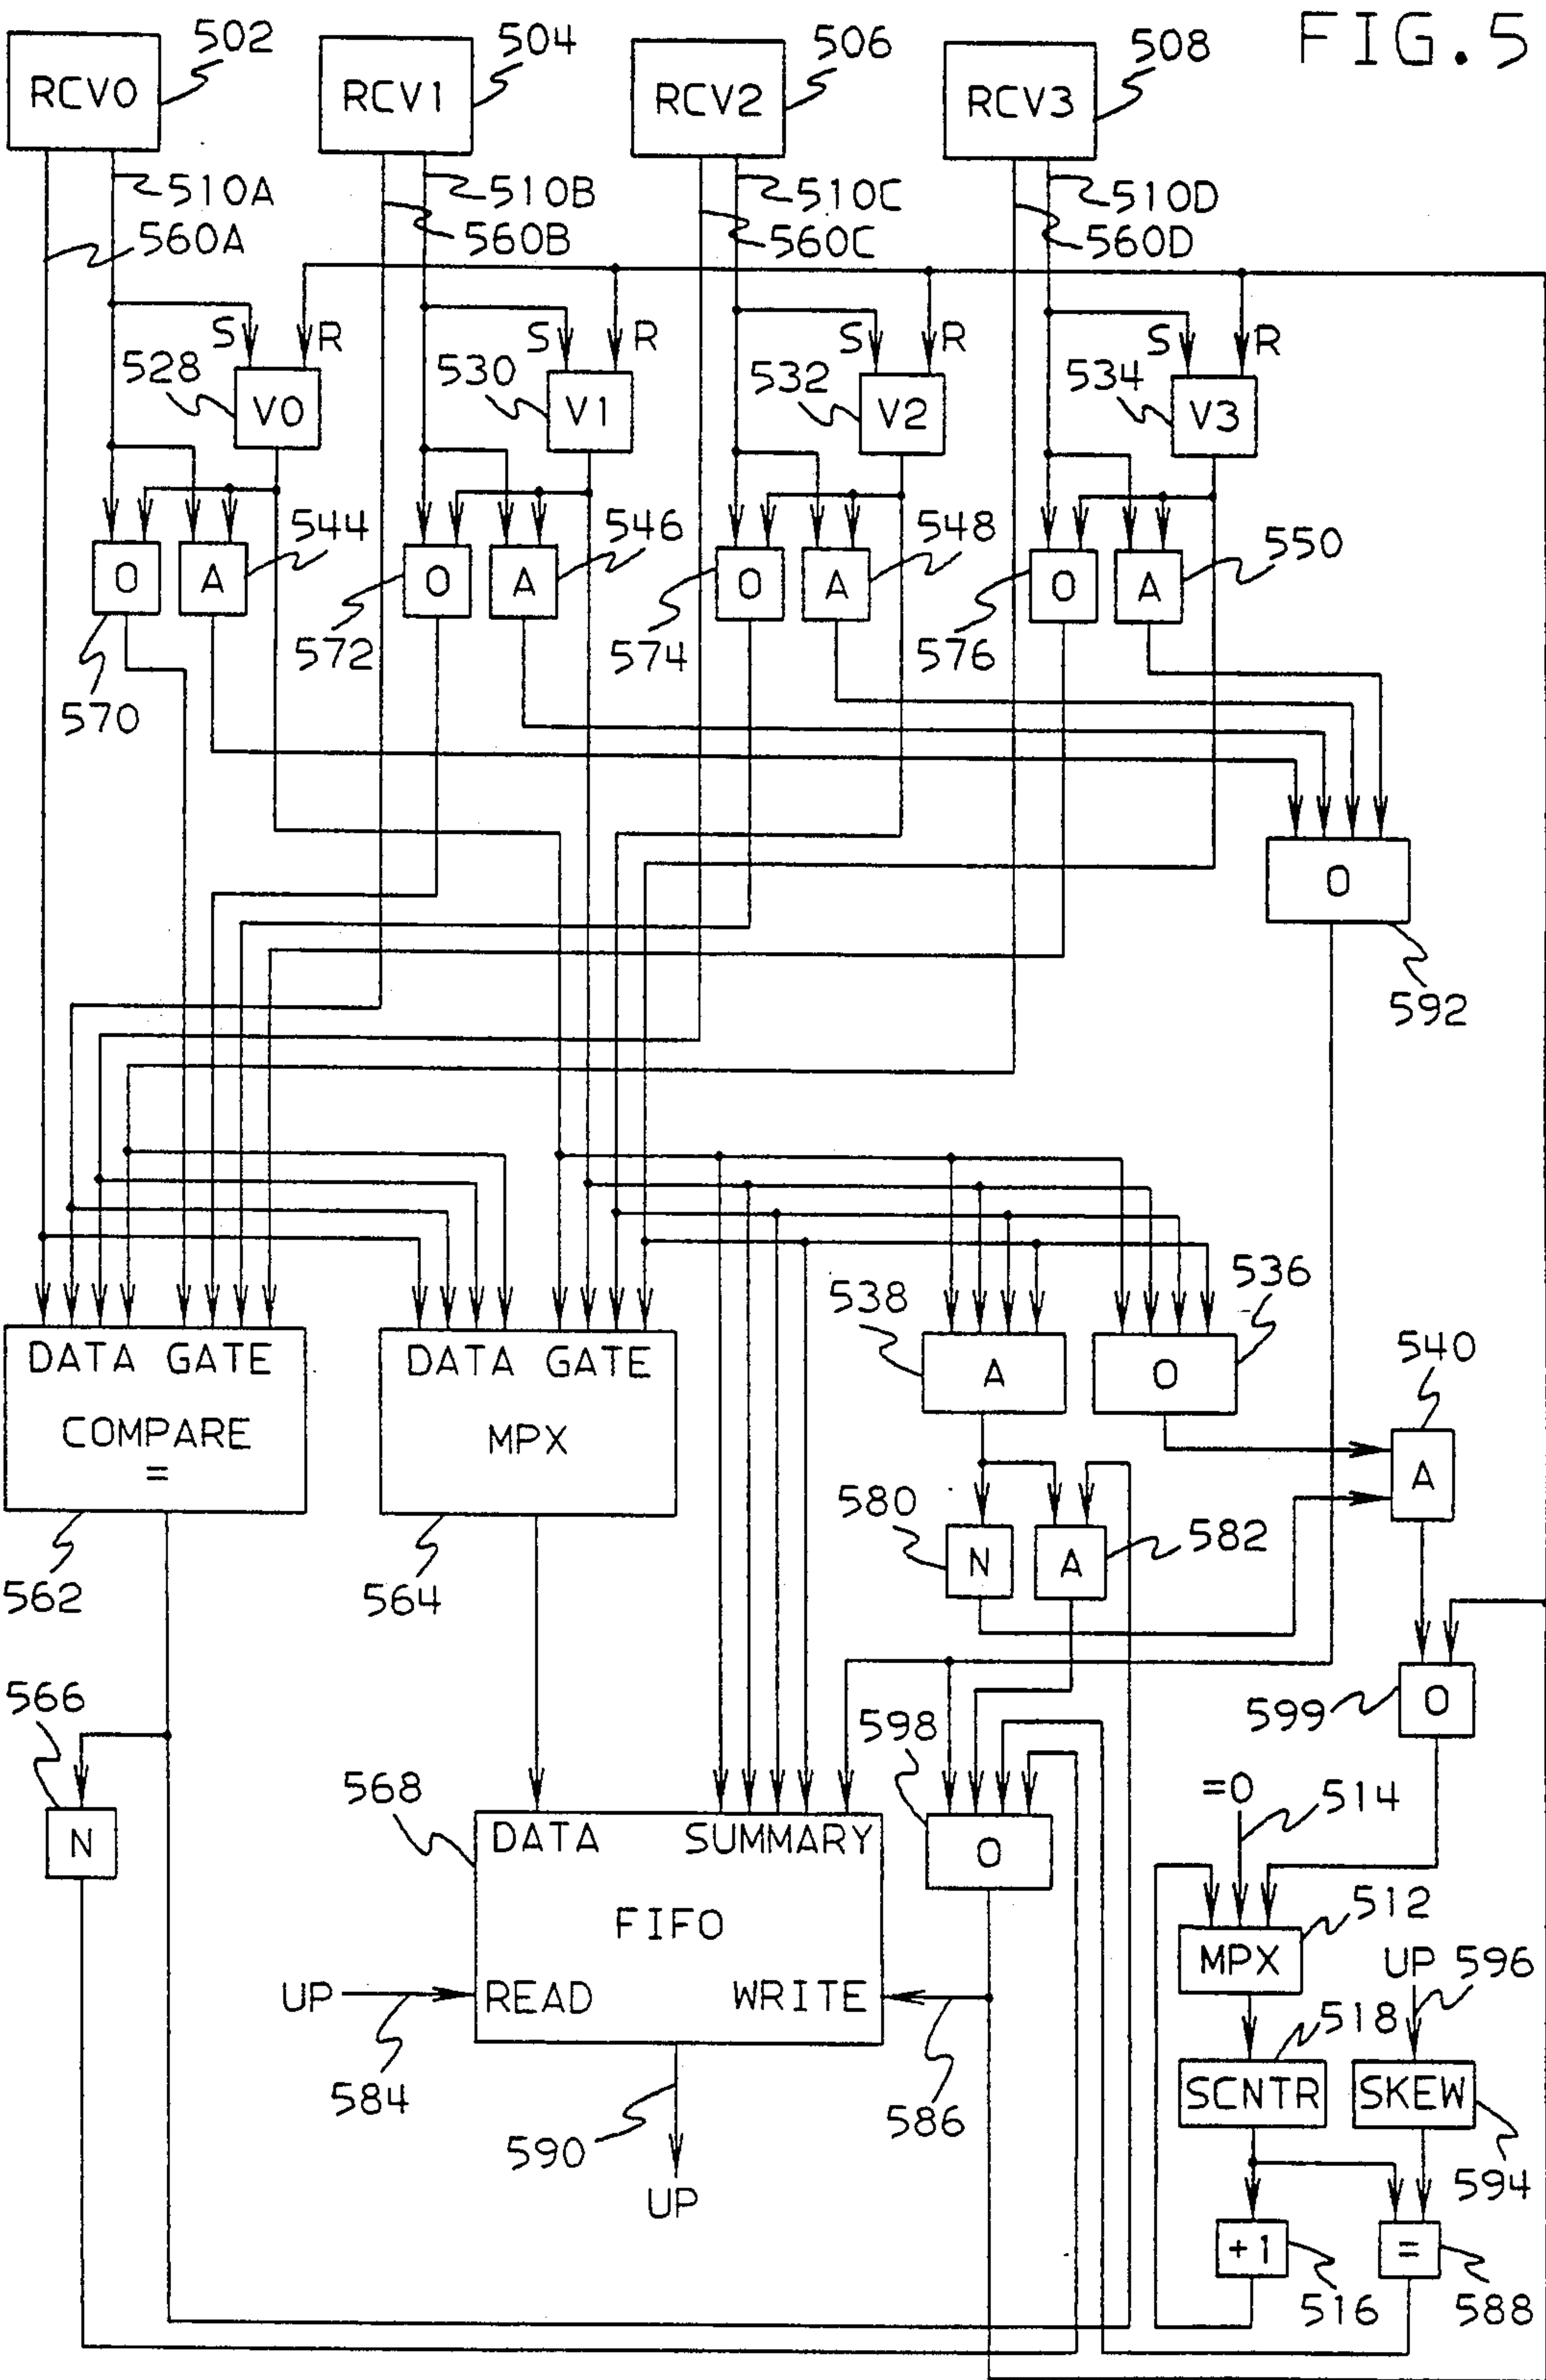 FIG.5
502 504 506 508
RCV0 RCV1 RCV2 RCV3
510A 510B 510C 510D
560A 560B 560C 560D
S R S R S R S R
528 530 532 534
V0 V1 V2 V3
544 546 548 550
O A O A O A O A
570 572 574 576
O
592
538 536
540
DATA GATE DATA GATE A O
COMPARE MPX A
=
580 582
N A
562 564
566 598 599 O
568 =0 514
N DATA SUMMARY O
512
FIFO MPX UP 596
UP READ WRITE
518
584 586 SCNTR SKEW
590 594
UP
+1 =
516 588